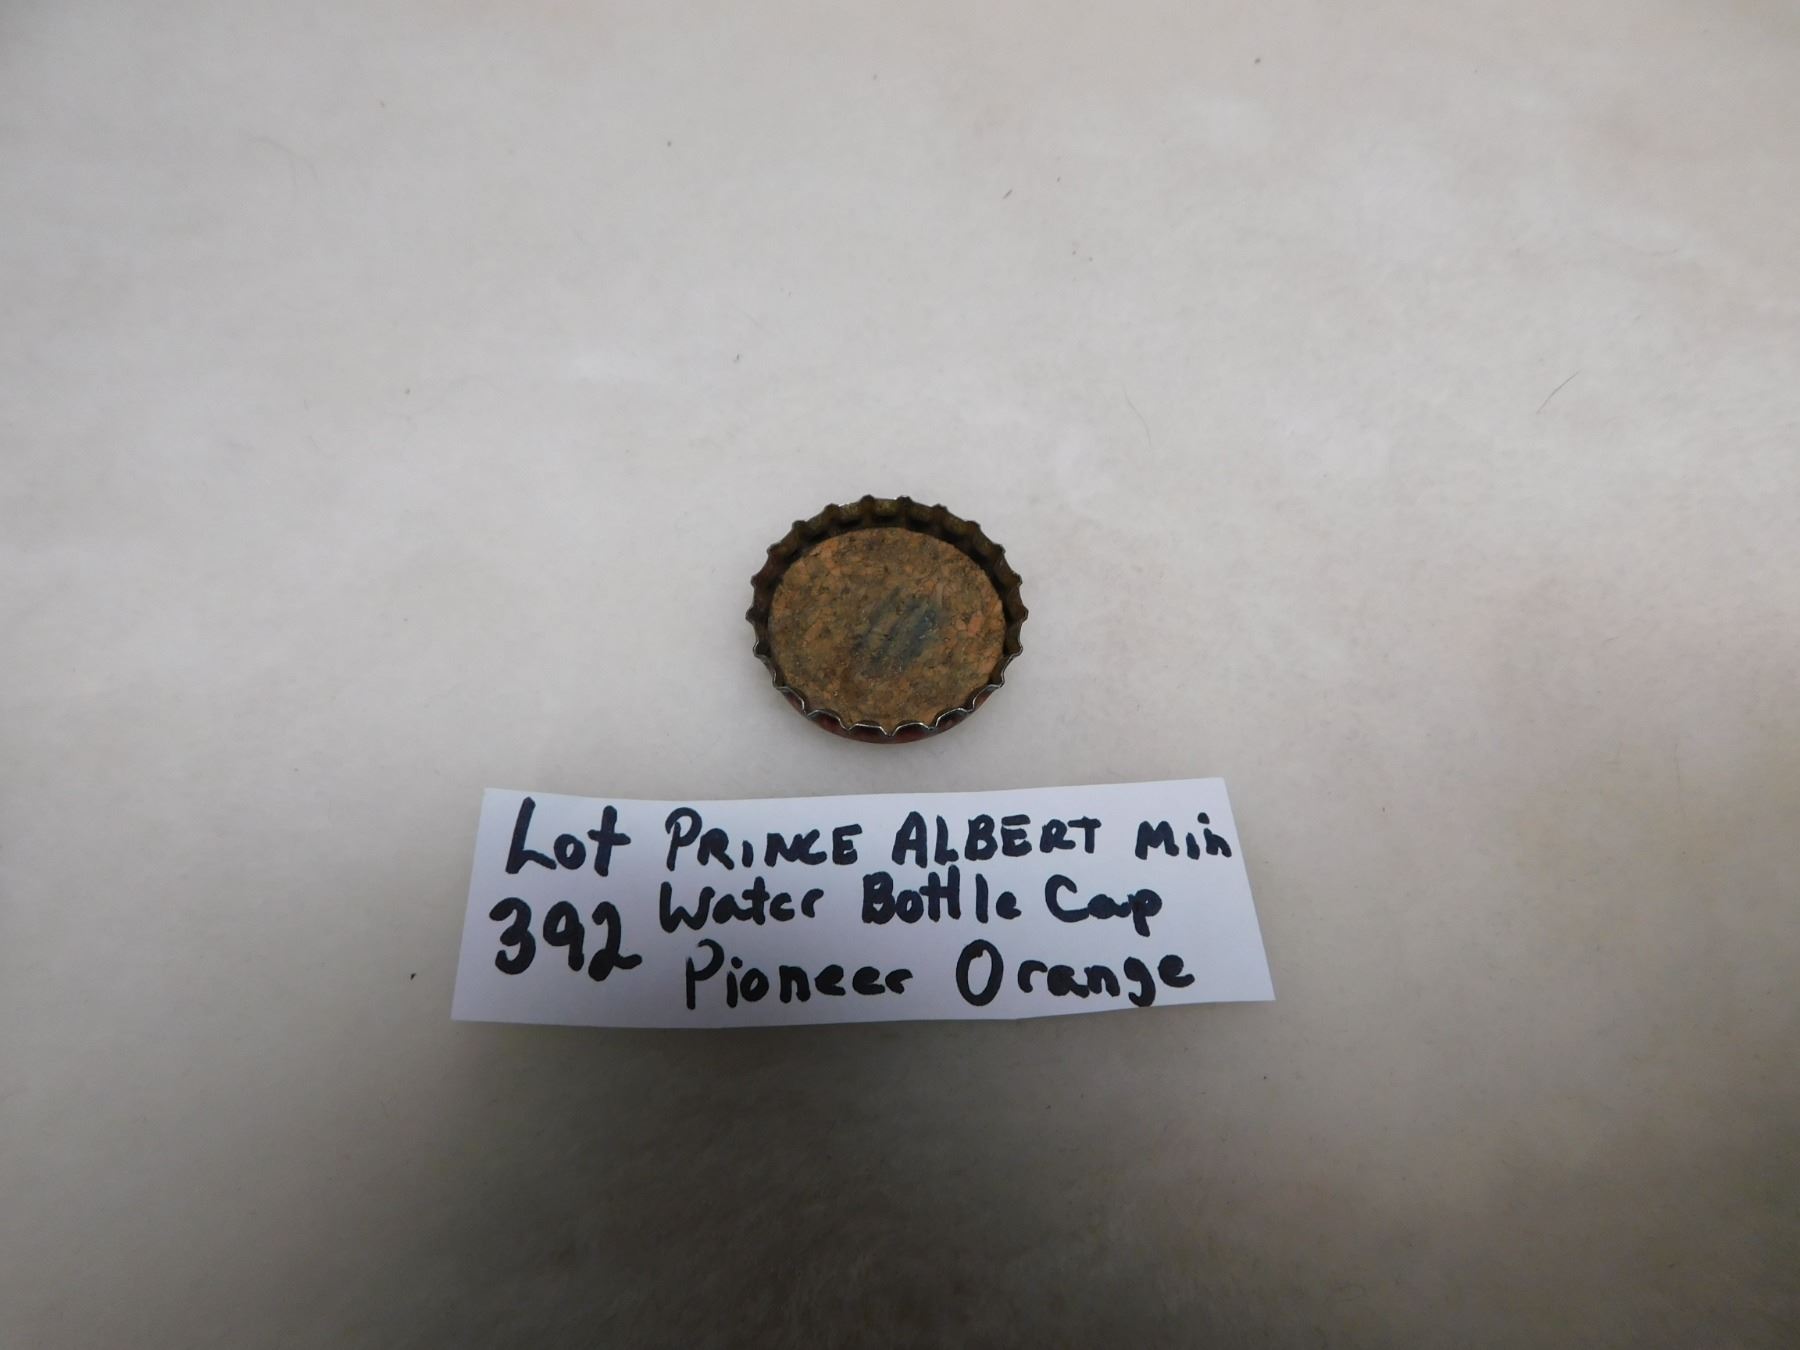 Lot PRINCE ALBERT Min
392 Water Bottle Cap
Pioneer Orange